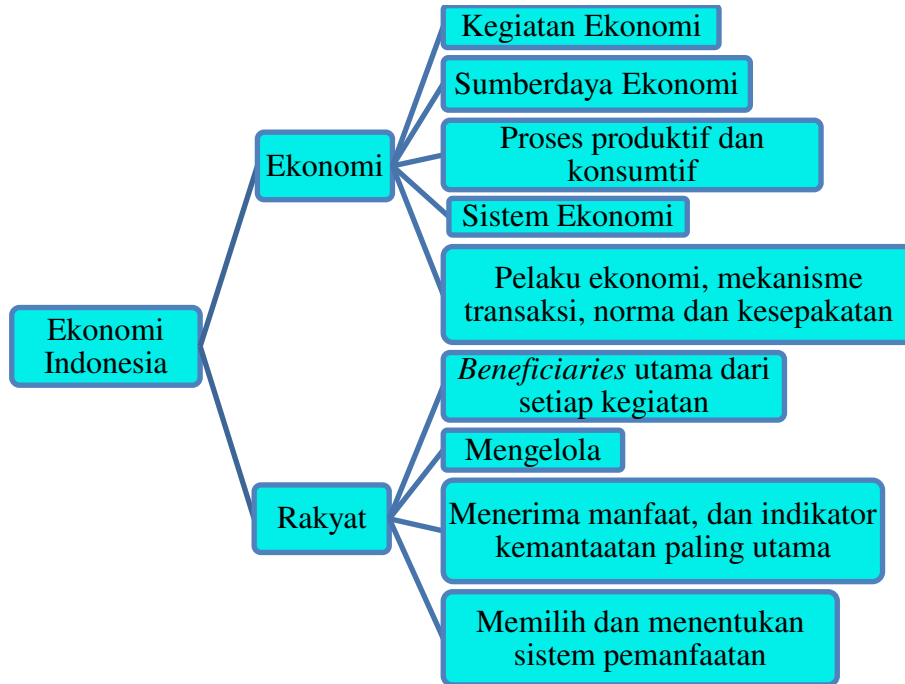 Kegiatan Ekonomi
Sumberdaya Ekonomi
Proses produktif dan
konsumtif
Ekonomi
Sistem Ekonomi
Pelaku ekonomi, mekanisme
transaksi, norma dan kesepakatan
Ekonomi
Indonesia
Beneficiaries utama dari
setiap kegiatan
Mengelola
Rakyat
Menerima manfaat, dan indikator
kemantaatan paling utama
Memilih dan menentukan
sistem pemanfaatan